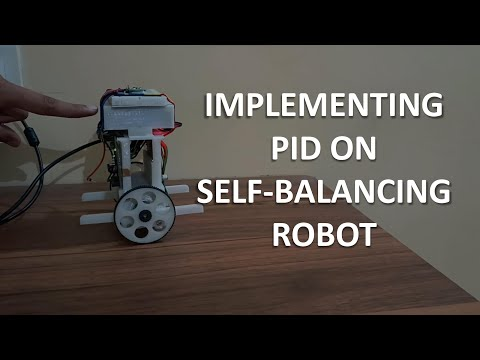 IMPLEMENTING
PID ON
SELF-BALANCING
ROBOT